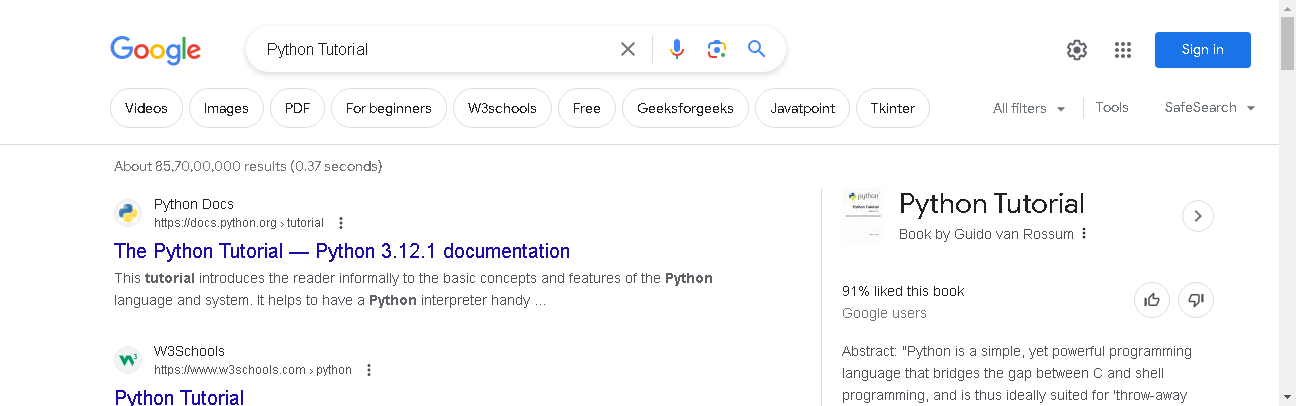 Google
Python Tutorial
Sign in
Videos
Images
PDF
For beginners
W3schools
Free
Geeksforgeeks
Javatpoint
Tkinter
All filters
Tools
SafeSearch
About 85,70,00,000 results (0.37 seconds)
Python Docs
https://docs.python.org › tutorial
The Python Tutorial — Python 3.12.1 documentation
This tutorial introduces the reader informally to the basic concepts and features of the Python
language and system. It helps to have a Python interpreter handy ...
W3Schools
https://www.w3schools.com › python
Python Tutorial
python
Python Tutorial
Python Tutorial
Book by Guido van Rossum
91% liked this book
Google users
Abstract: "Python is a simple, yet powerful programming
language that bridges the gap between C and shell
programming, and is thus ideally suited for 'throw-away